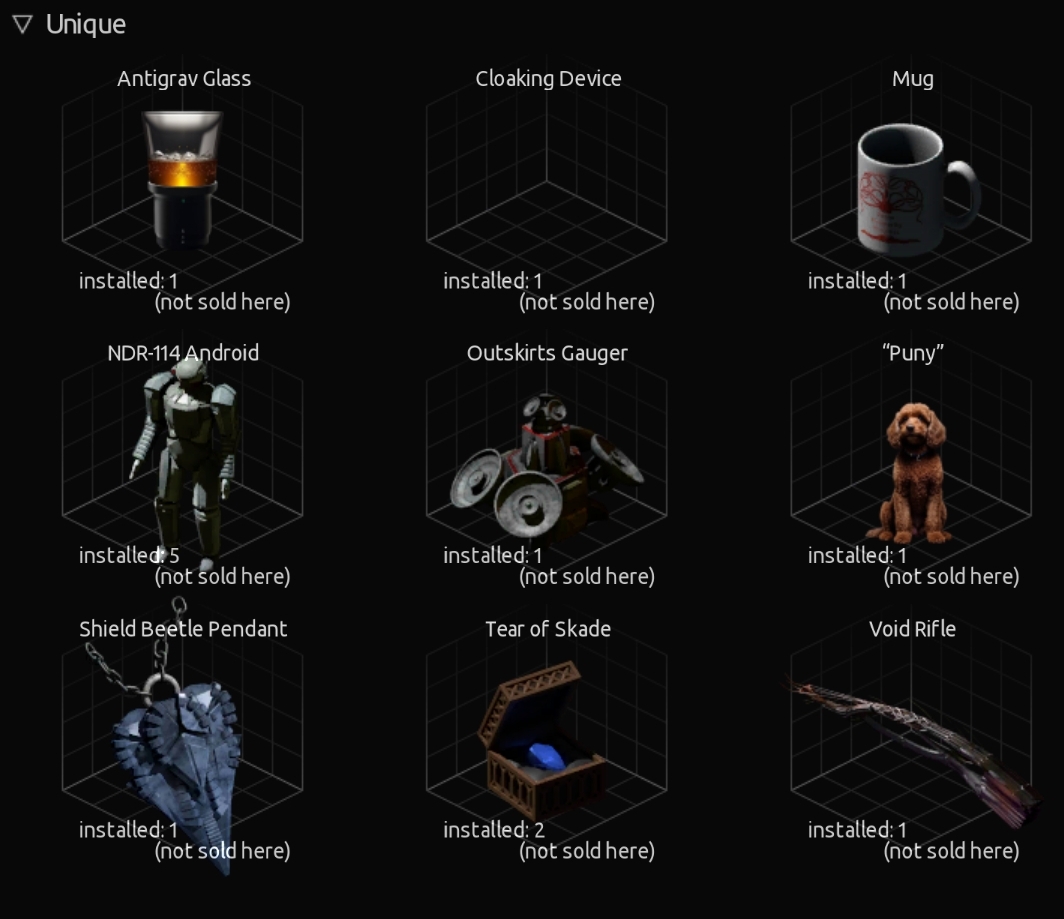 Unique
Antigrav Glass
Cloaking Device
Mug
installed: 1
(not sold here)
installed: 1
(not sold here)
installed: 1
(not sold here)
NDR-114 Android
Outskirts Gauger
“Puny”
installed: 5
(not sold here)
installed: 1
(not sold here)
installed: 1
(not sold here)
Shield Beetle Pendant
Tear of Skade
Void Rifle
installed: 1
(not sold here)
installed: 2
(not sold here)
installed: 1
(not sold here)